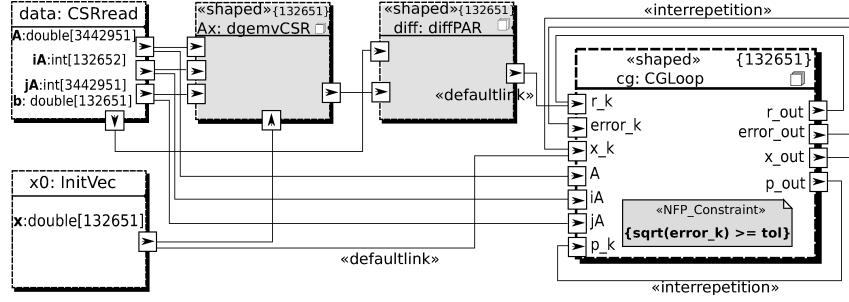 data: CSRread
A:double[3442951]
iA:int[132652]
jA:int[3442951]
b: double[132651]
«shaped» {132651}
Ax: dgemvCSR
«shaped» {132651}
diff: diffPAR
«defaultlink»
x0: InitVec
x:double[132651]
«defaultlink»
«interrepetition»
«shaped» {132651}
cg: CGLoop
r_k
error_k
x_k
A
iA
jA
p_k
r_out
error_out
x_out
p_out
«NFP_Constraint»
{sqrt(error_k) >= tol}
«interrepetition»